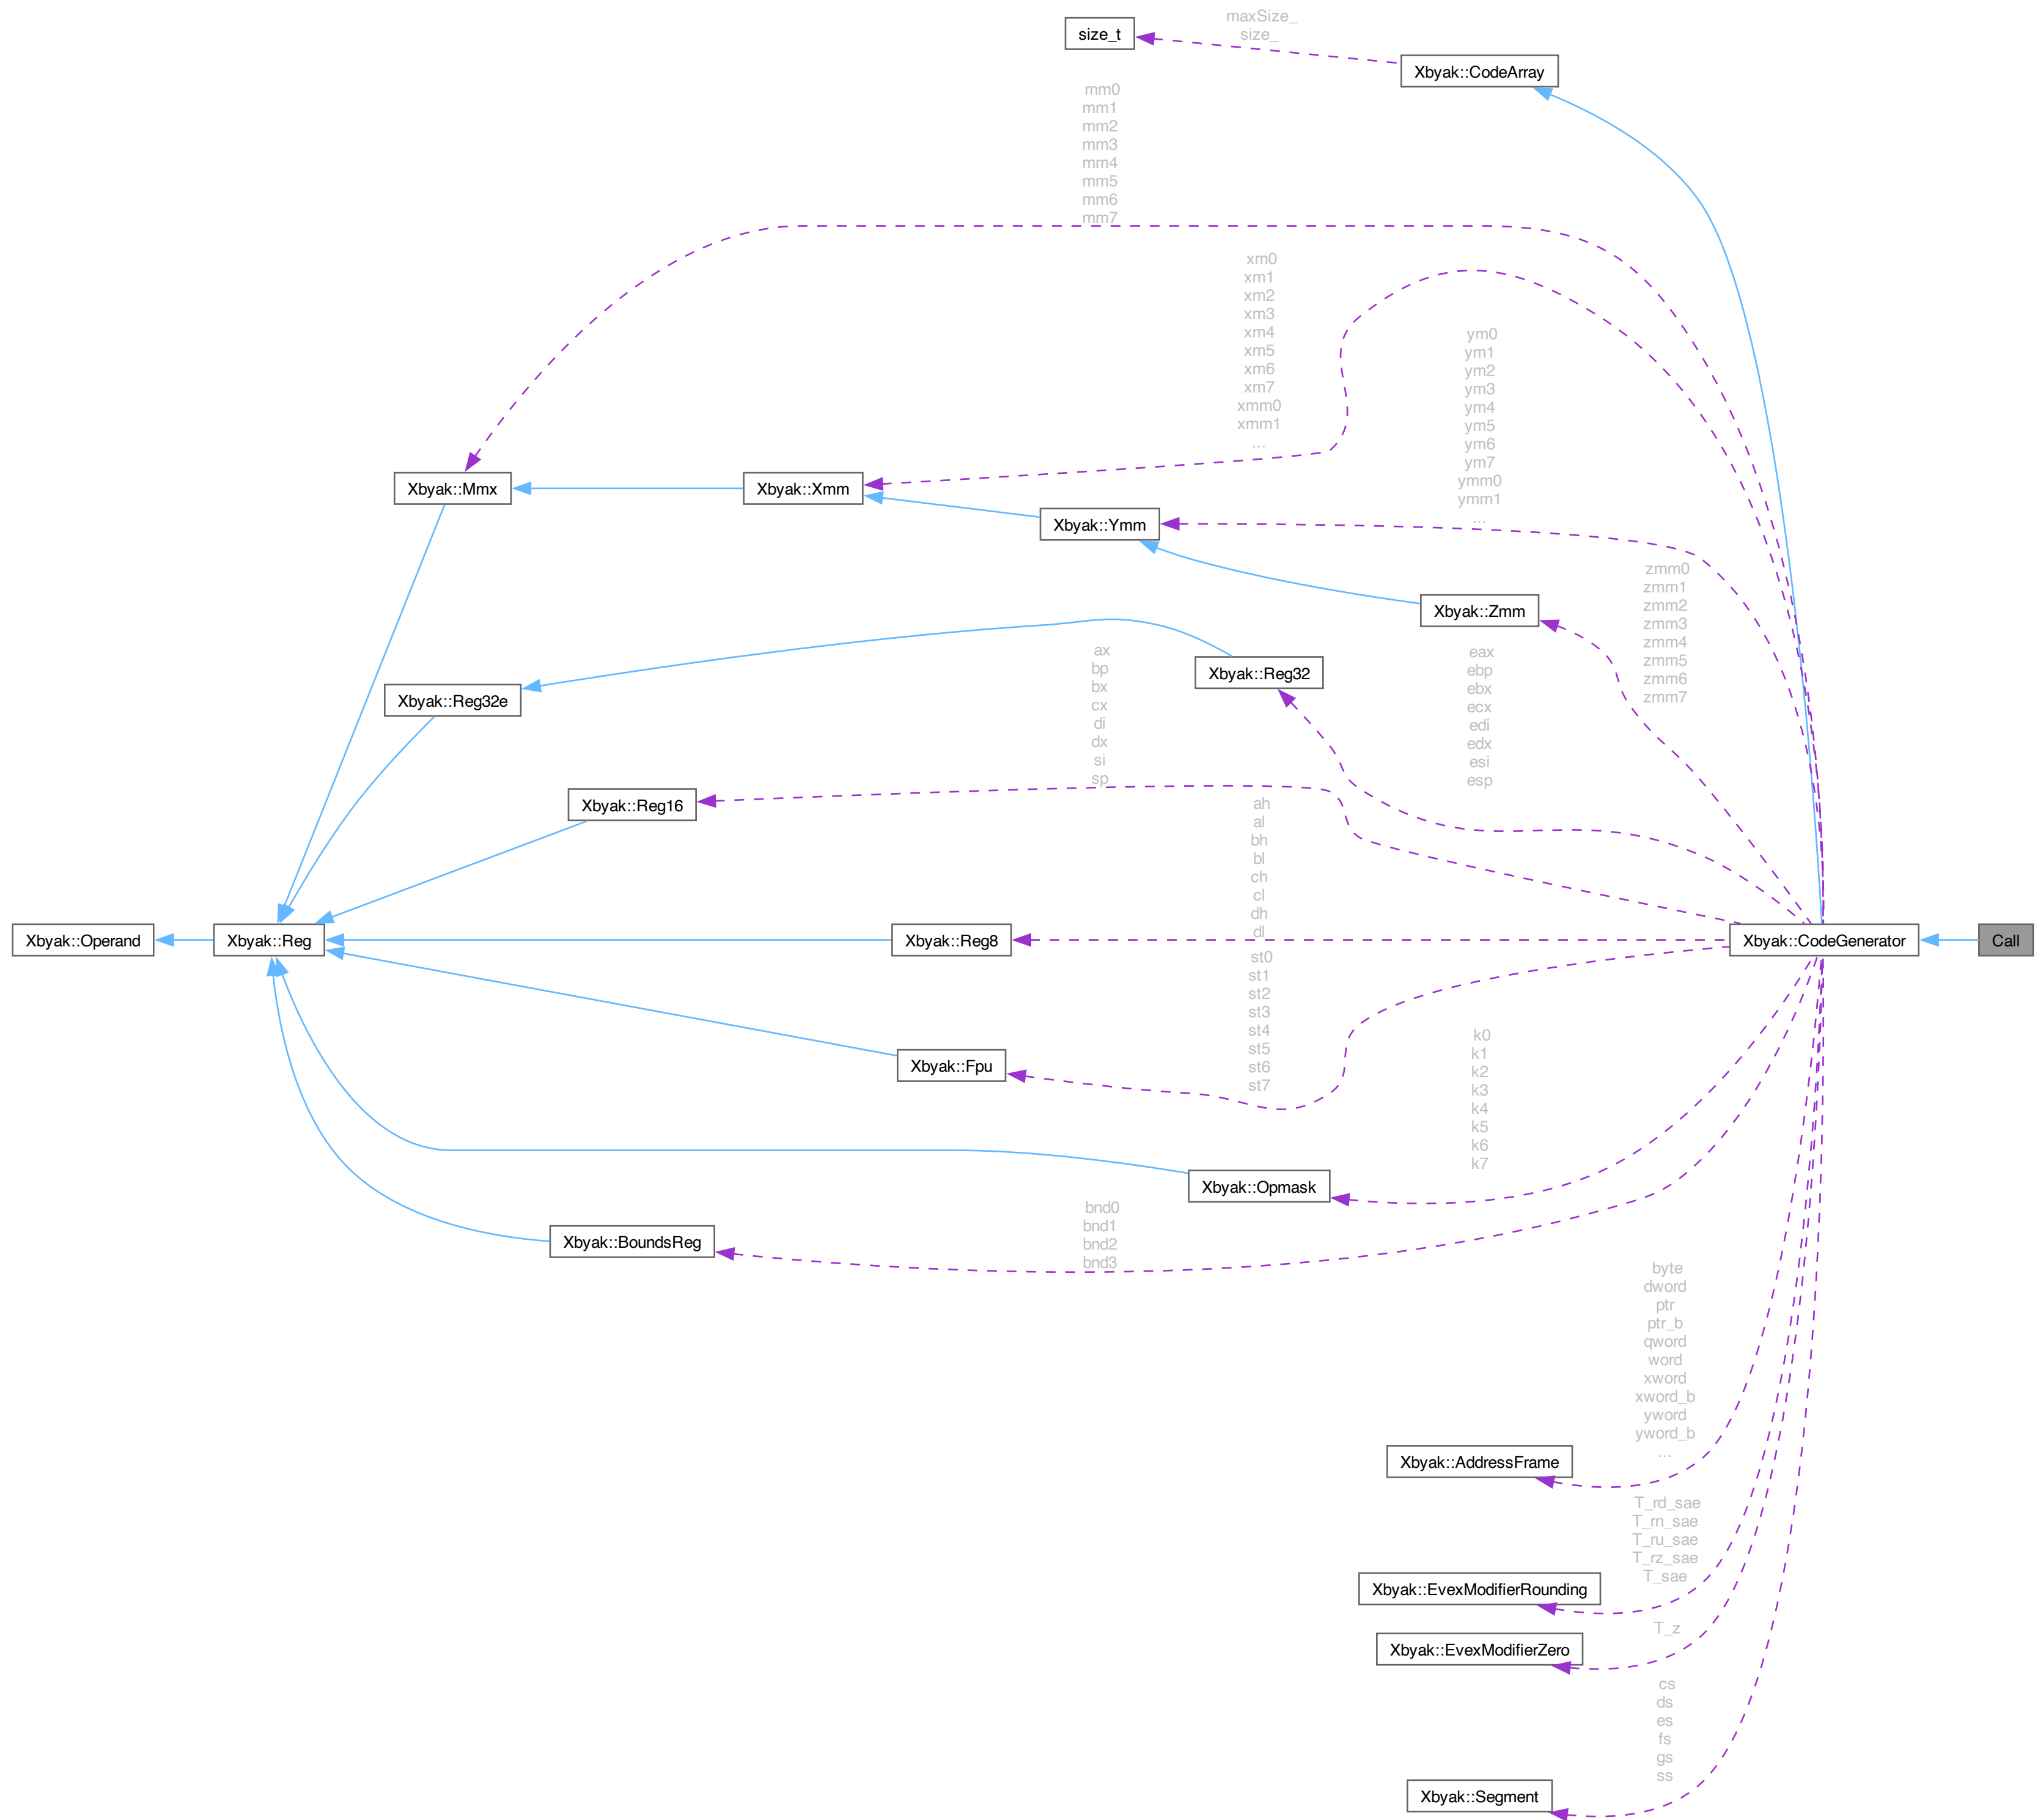 maxSize_
size_
size_t
Xbyak::CodeArray
mm0
mm1
mm2
mm3
mm4
mm5
mm6
mm7
xm0
xm1
xm2
xm3
xm4
xm5
xm6
xm7
xmm0
xmm1
...
ym0
ym1
ym2
ym3
ym4
ym5
ym6
ym7
ymm0
ymm1
...
Xbyak::Mmx
Xbyak::Xmm
Xbyak::Ymm
zmm0
zmm1
zmm2
zmm3
zmm4
zmm5
zmm6
zmm7
Xbyak::Zmm
eax
ebp
ebx
ecx
edi
edx
esi
esp
Xbyak::Reg32
Xbyak::Reg32e
ax
bp
bx
cx
di
dx
si
sp
Xbyak::Reg16
ah
al
bh
bl
ch
cl
dh
dl
Xbyak::Operand
Xbyak::Reg
Xbyak::Reg8
Xbyak::CodeGenerator
Call
st0
st1
st2
st3
st4
st5
st6
st7
Xbyak::Fpu
k0
k1
k2
k3
k4
k5
k6
k7
Xbyak::Opmask
bnd0
bnd1
bnd2
bnd3
Xbyak::BoundsReg
byte
dword
ptr
ptr_b
qword
word
xword
xword_b
yword
yword_b
...
Xbyak::AddressFrame
T_rd_sae
T_rn_sae
T_ru_sae
T_rz_sae
T_sae
Xbyak::EvexModifierRounding
T_z
Xbyak::EvexModifierZero
cs
ds
es
fs
gs
ss
Xbyak::Segment